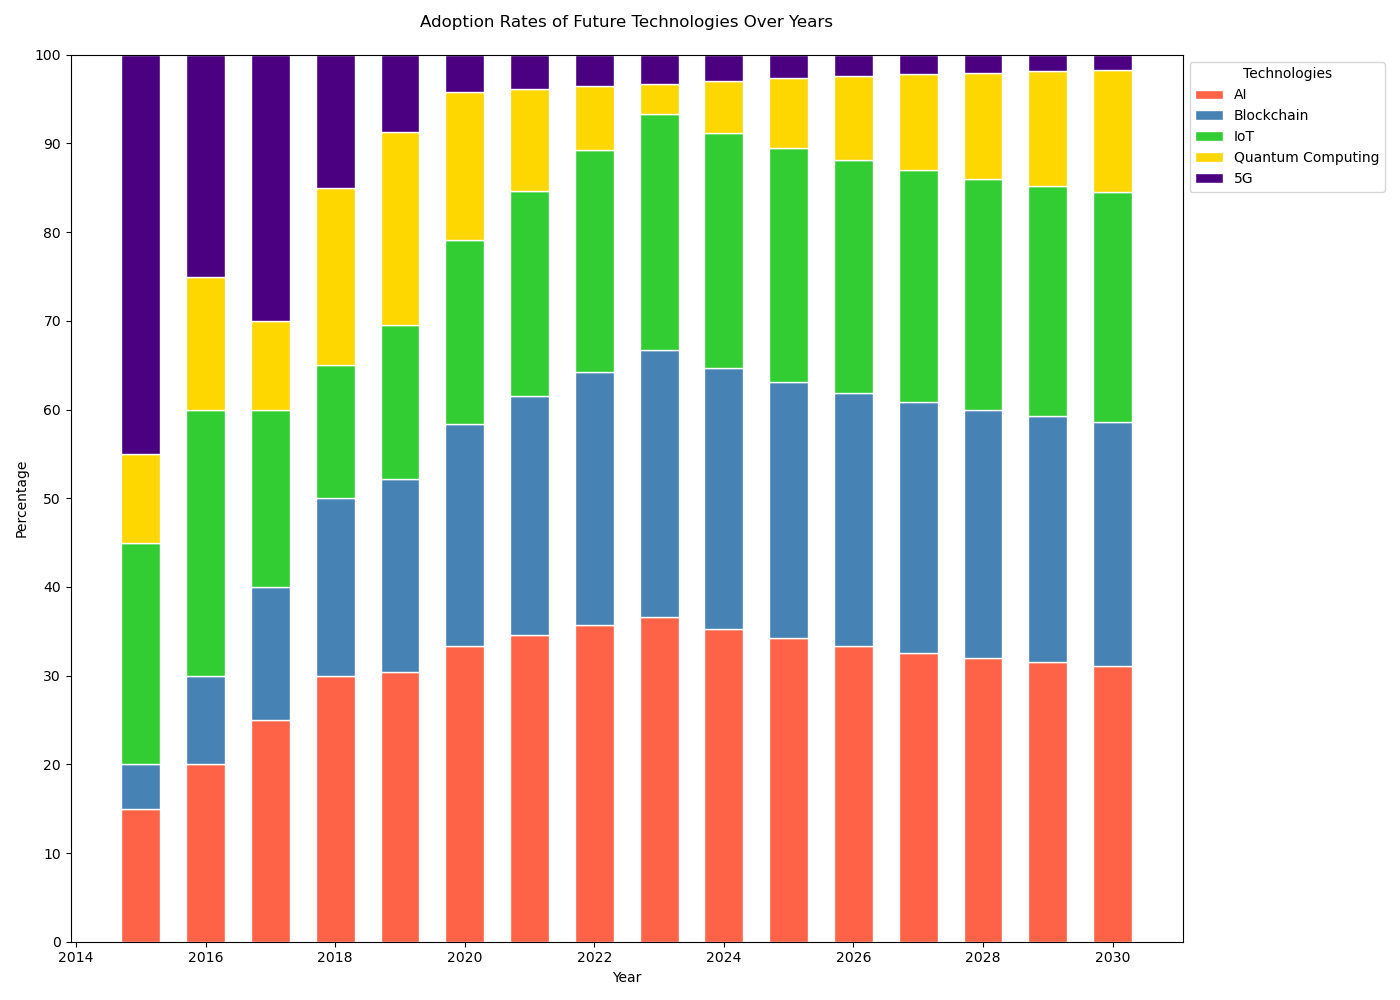 Adoption Rates of Future Technologies Over Years
100
90
80
70
60
50
40
30
20
10
0
Percentage
2014 2016 2018 2020 2022 2024 2026 2028 2030
Year
Technologies
AI
Blockchain
IoT
Quantum Computing
5G